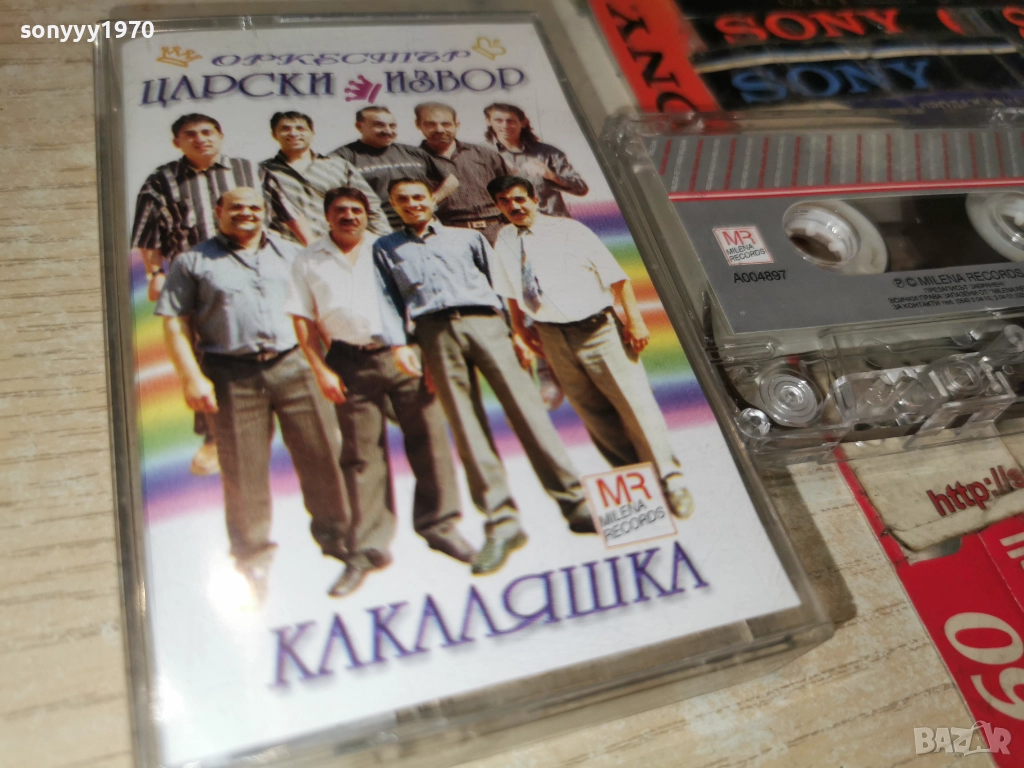 sonyyy1970
ОРКЕСТЪР
ЦАРСКИ ИЗВОР
MR
MILENA
RECORDS
КАКАЛЯШКА
SONY
SONY
MR
MILENA
RECORDS
A004897
℗ © MILENA RECORDS
http://s
60
BAZAR